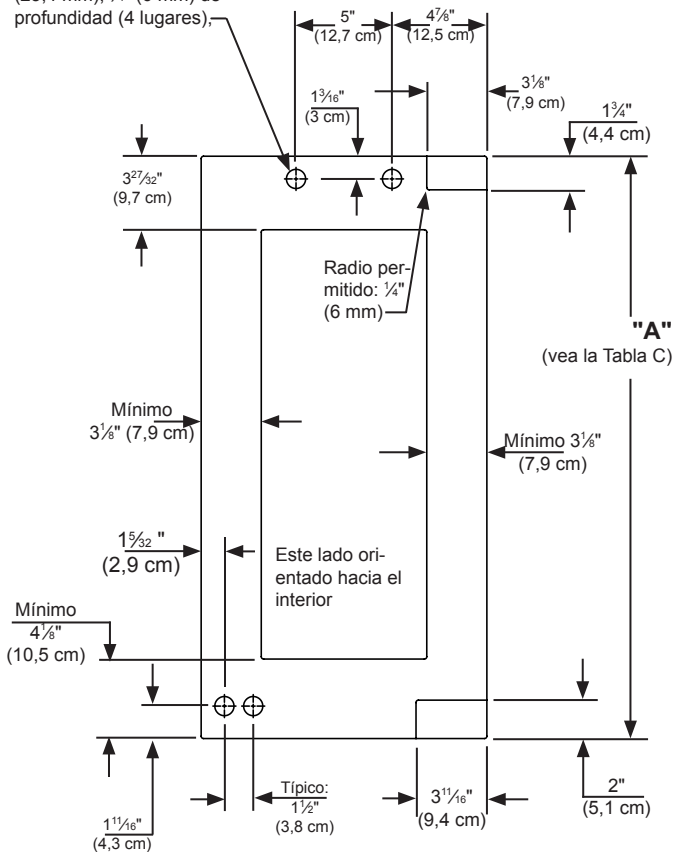 profundidad (4 lugares),
5"
(12,7 cm)
4⅞"
(12,5 cm)
1³⁄₁₆"
(3 cm)
3⅛"
(7,9 cm)
1¾"
(4,4 cm)
3²⁷⁄₃₂"
(9,7 cm)
Radio per-
mitido: ¼"
(6 mm)
"A"
(vea la Tabla C)
Mínimo
3⅛" (7,9 cm)
Mínimo 3⅛"
(7,9 cm)
1⁵⁄₃₂ "
(2,9 cm)
Este lado ori-
entado hacia el
interior
Mínimo
4⅛"
(10,5 cm)
Típico:
1½"
(3,8 cm)
3¹¹⁄₁₆"
(9,4 cm)
2"
(5,1 cm)
1¹¹⁄₁₆"
(4,3 cm)